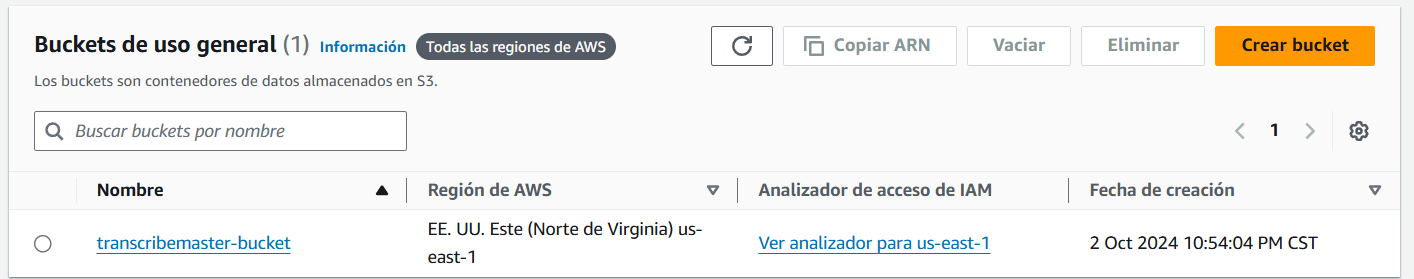 Buckets de uso general (1) Información Todas las regiones de AWS
Copiar ARN Vaciar Eliminar Crear bucket
Los buckets son contenedores de datos almacenados en S3.
Buscar buckets por nombre
1
Nombre Región de AWS Analizador de acceso de IAM Fecha de creación
transcribemaster-bucket EE. UU. Este (Norte de Virginia) us-
east-1 Ver analizador para us-east-1 2 Oct 2024 10:54:04 PM CST